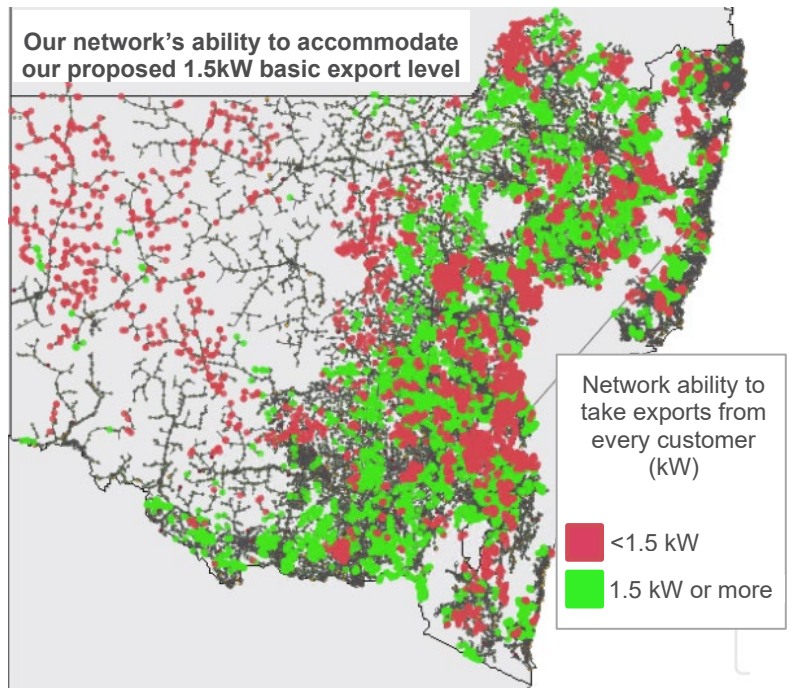 Our network's ability to accommodate
our proposed 1.5kW basic export level
Network ability to
take exports from
every customer
(kW)
<1.5 kW
1.5 kW or more